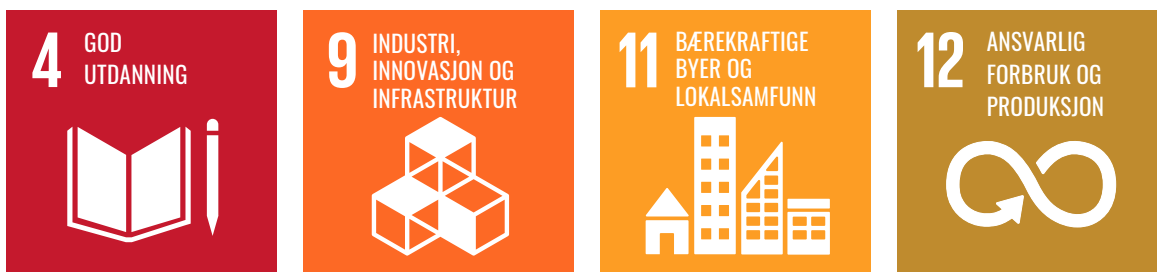 4 GOD
UTDANNING
9 INDUSTRI,
INNOVASJON OG
INFRASTRUKTUR
11 BÆREKRAFTIGE
BYER OG
LOKALSAMFUNN
12 ANSVARLIG
FORBRUK OG
PRODUKSJON